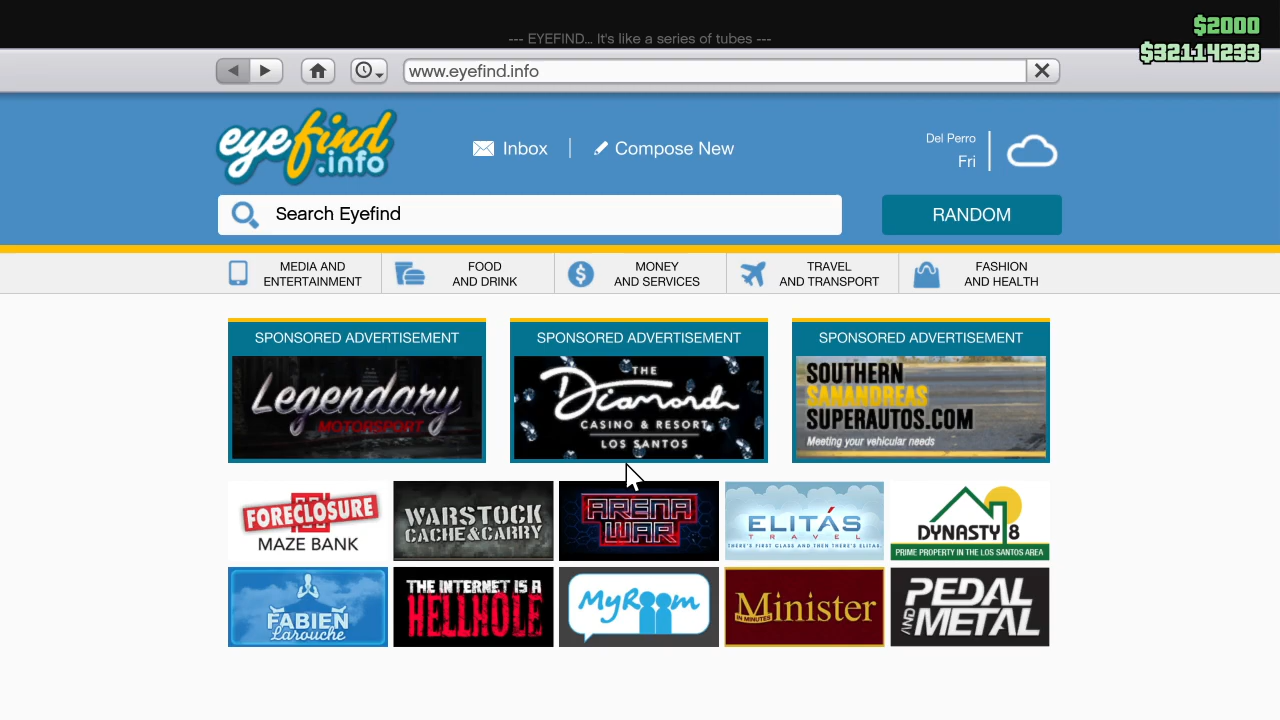 --- EYEFIND... It's like a series of tubes ---
$2000
$32114233
www.eyefind.info
eyefind
.info
Inbox
Compose New
Del Perro
Fri
Search Eyefind
RANDOM
MEDIA AND
ENTERTAINMENT
FOOD
AND DRINK
MONEY
AND SERVICES
TRAVEL
AND TRANSPORT
FASHION
AND HEALTH
SPONSORED ADVERTISEMENT
Legendary
MOTORSPORT
SPONSORED ADVERTISEMENT
THE
Diamond
CASINO & RESORT
LOS SANTOS
SPONSORED ADVERTISEMENT
SOUTHERN
SANANDREAS
SUPERAUTOS.COM
Meeting your vehicular needs
FORECLOSURE
MAZE BANK
WARSTOCK
CACHE&CARRY
ARENA
WAR
ELITÁS
TRAVEL
THERE'S FIRST CLASS AND THEN THERE'S ELITAS.
DYNASTY 8
PRIME PROPERTY IN THE LOS SANTOS AREA
FABIEN
Larouche
THE INTERNET IS A
HELLHOLE
MyRoom
Minister
IN MINUTES
PEDAL
AND
METAL